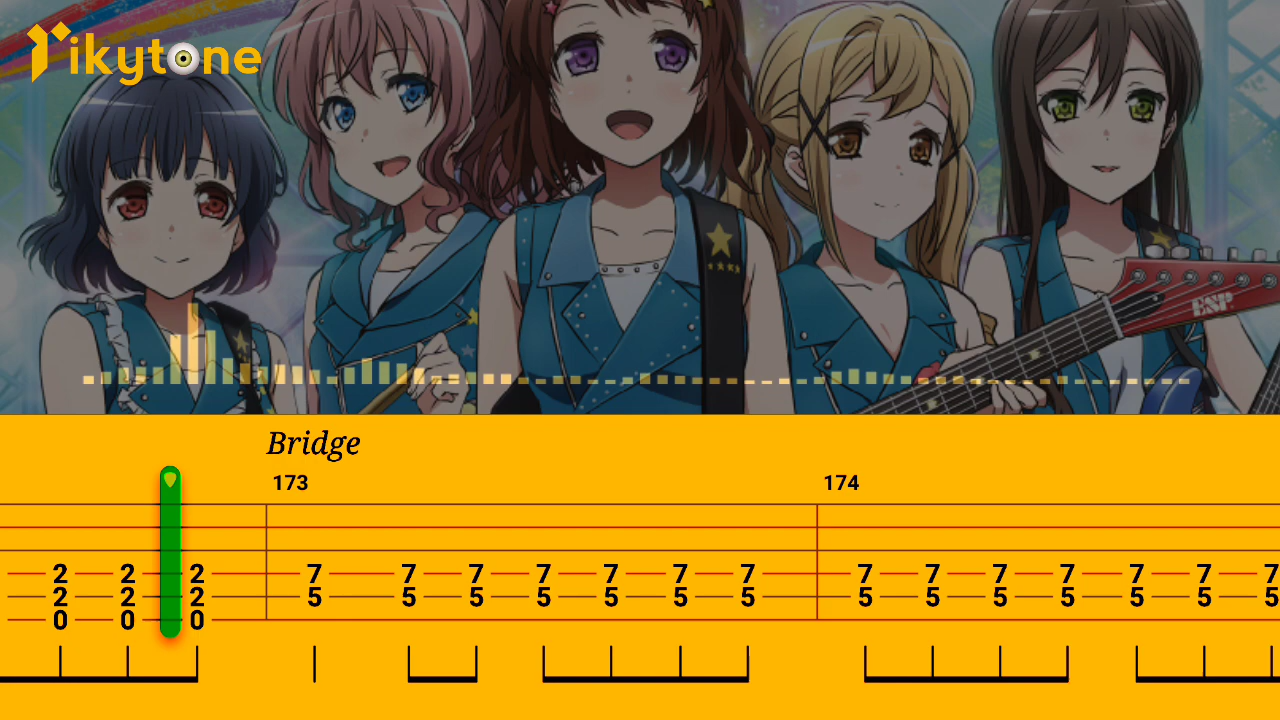 rikytone
ESP
Bridge
173 174
2 2 2 7 7 7 7 7 7 7 7 7 7 7 7 7 7
2 2 2 5 5 5 5 5 5 5 5 5 5 5 5 5 5
0 0 0